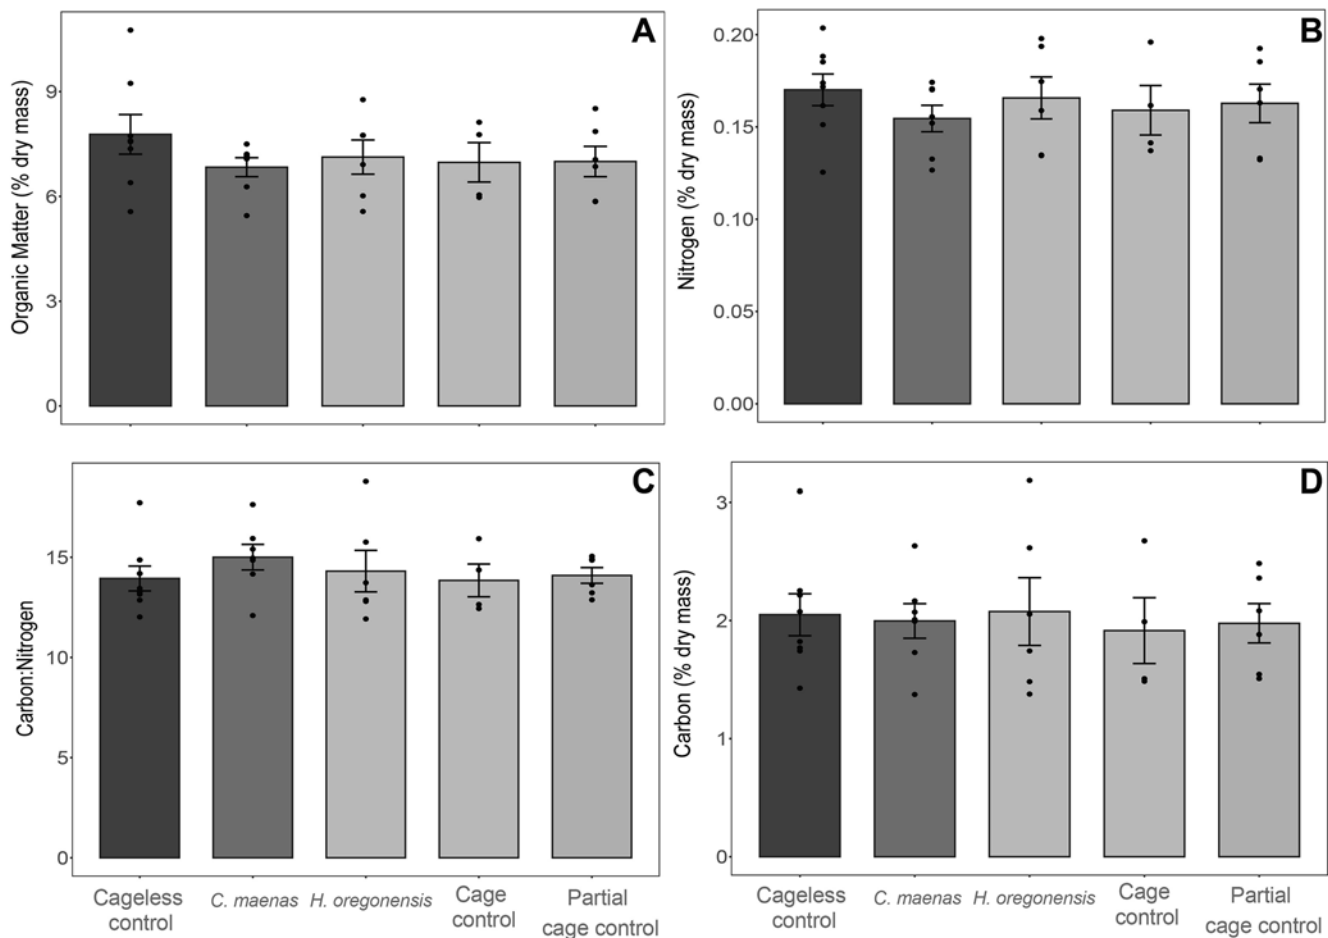 A
Organic Matter (% dry mass)
9
6
3
0
B
Nitrogen (% dry mass)
0.20
0.15
0.10
0.05
0.00
C
Carbon:Nitrogen
15
10
5
0
Cageless
control
C. maenas
H. oregonensis
Cage
control
Partial
cage control
D
Carbon (% dry mass)
3
2
1
0
Cageless
control
C. maenas
H. oregonensis
Cage
control
Partial
cage control